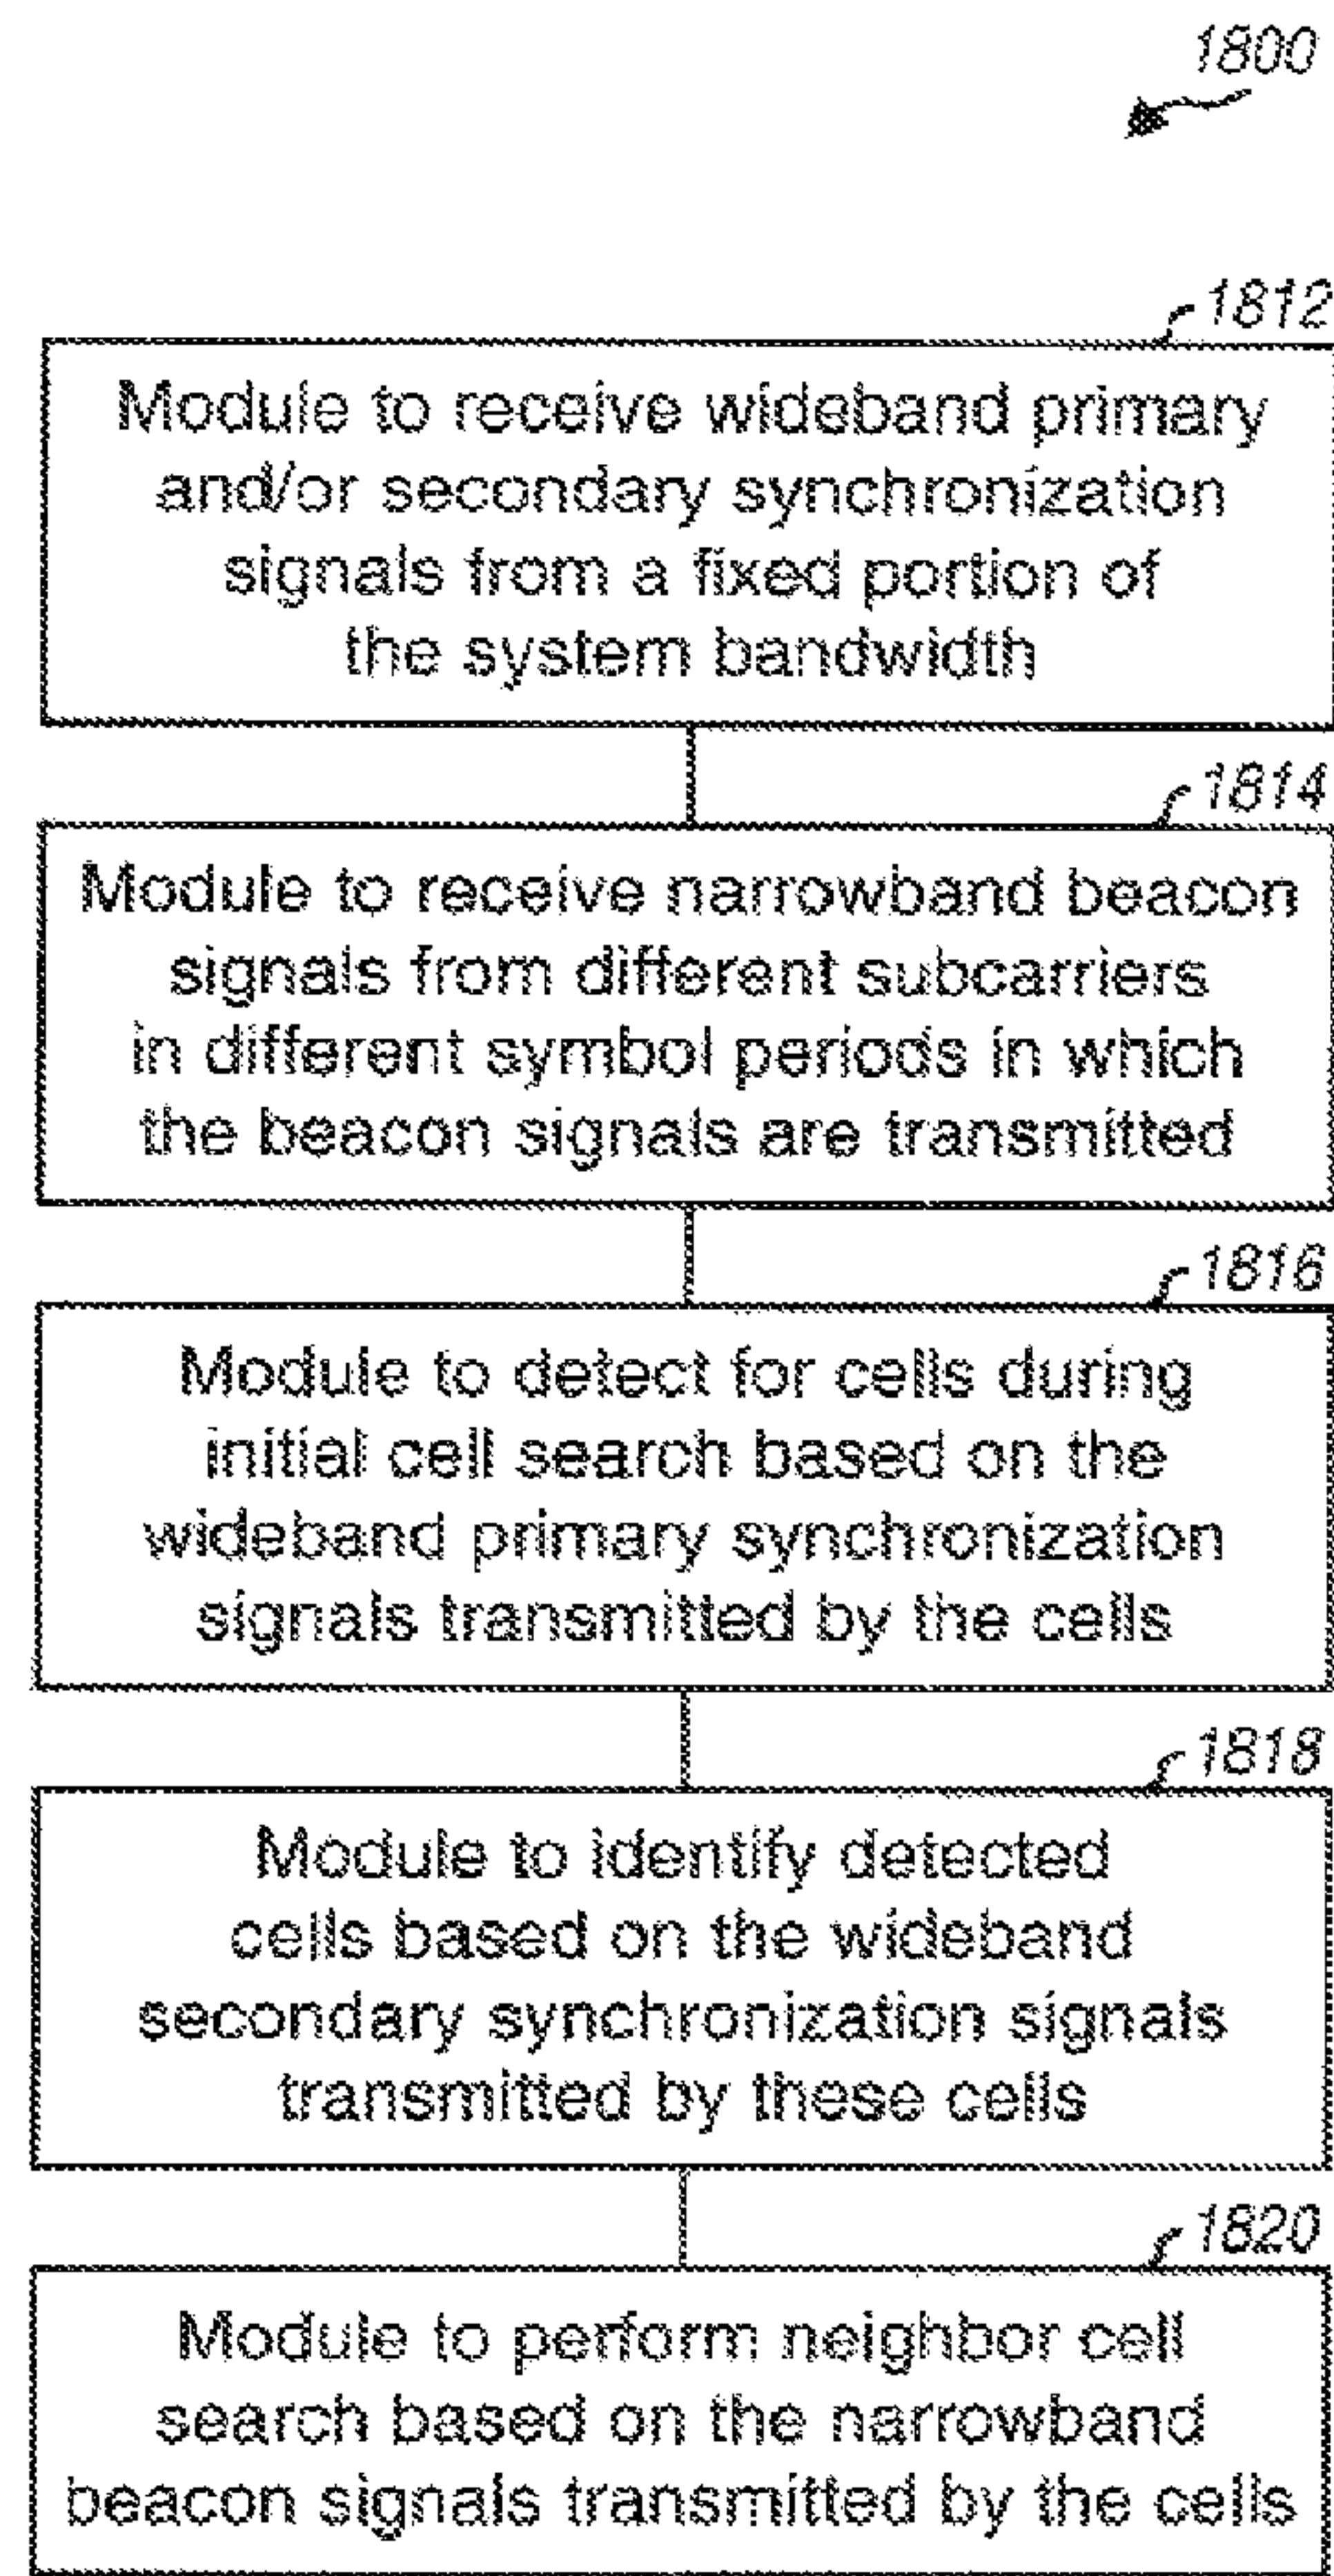 1800
1812
Module to receive wideband primary
and/or secondary synchronization
signals from a fixed portion of
the system bandwidth
1814
Module to receive narrowband beacon
signals from different subcarriers
in different symbol periods in which
the beacon signals are transmitted
1816
Module to detect for cells during
initial cell search based on the
wideband primary synchronization
signals transmitted by the cells
1818
Module to identify detected
cells based on the wideband
secondary synchronization signals
transmitted by these cells
1820
Module to perform neighbor cell
search based on the narrowband
beacon signals transmitted by the cells